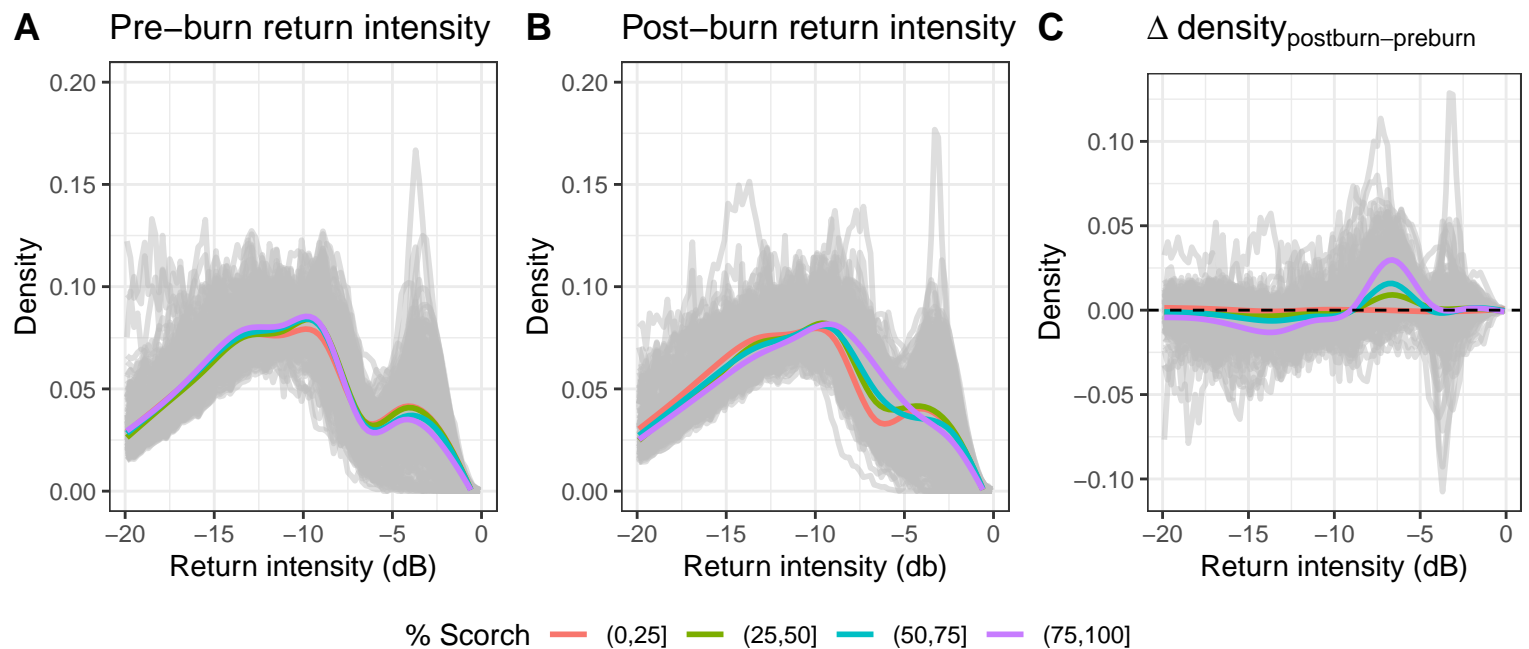 A Pre−burn return intensity
B Post−burn return intensity
C Δ density postburn−preburn
Density
0.20
0.15
0.10
0.05
0.00
−20 −15 −10 −5 0
Return intensity (dB)
Density
0.20
0.15
0.10
0.05
0.00
−20 −15 −10 −5 0
Return intensity (db)
Density
0.10
0.05
0.00
−0.05
−0.10
−20 −15 −10 −5 0
Return intensity (dB)
% Scorch (0,25] (25,50] (50,75] (75,100]